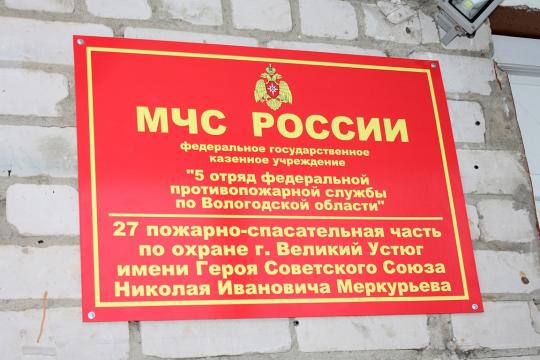 МЧС РОССИИ
федеральное государственное
казенное учреждение
"5 отряд федеральной
противопожарной службы
по Вологодской области"
27 пожарно-спасательная часть
по охране г. Великий Устюг
имени Героя Советского Союза
Николая Ивановича Меркурьева